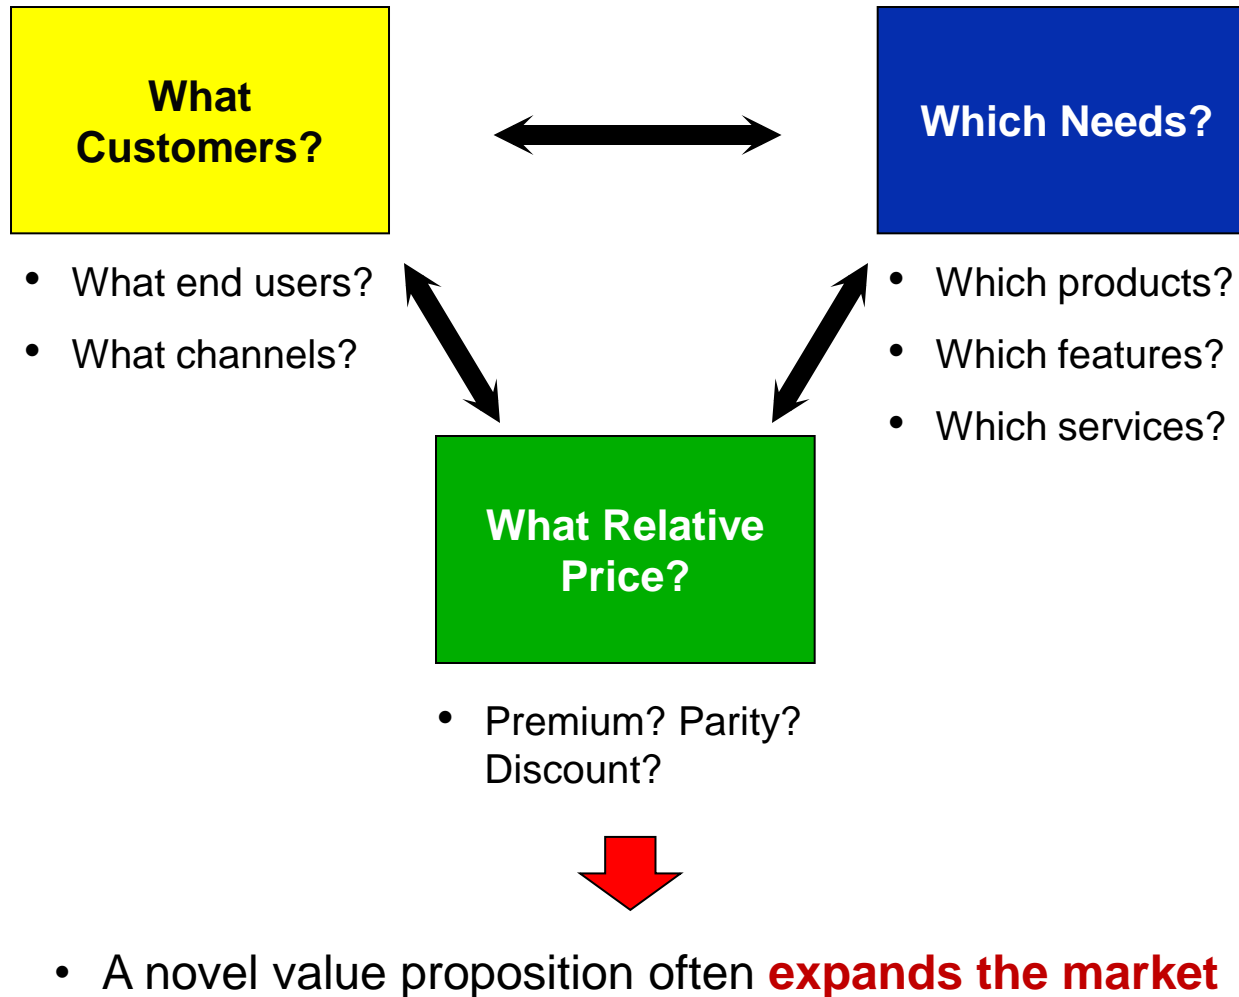 What
Customers?
Which Needs?
• What end users?
• What channels?
• Which products?
• Which features?
• Which services?
What Relative
Price?
• Premium? Parity?
Discount?
• A novel value proposition often expands the market